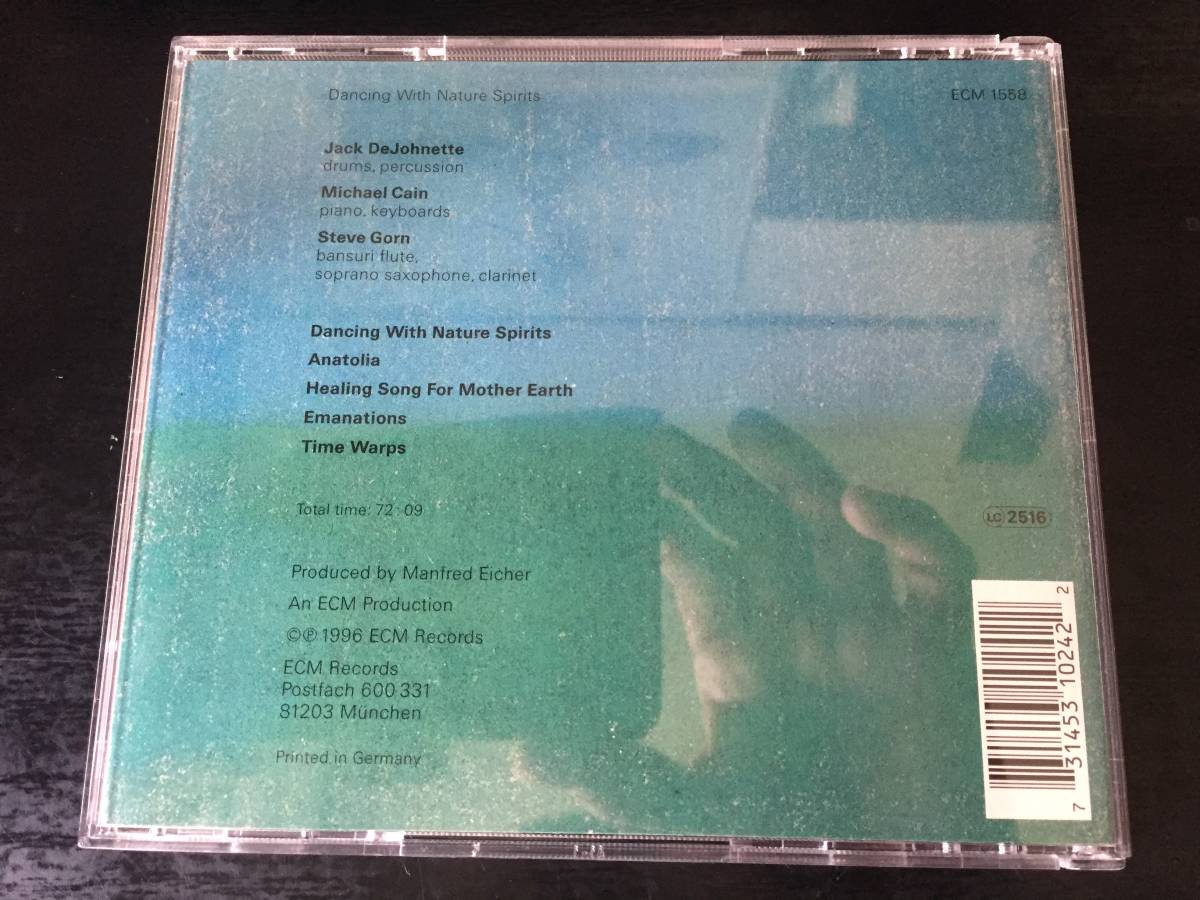 Dancing With Nature Spirits
ECM 1558
Jack DeJohnette
drums, percussion
Michael Cain
piano, keyboards
Steve Gorn
bansuri flute,
soprano saxophone, clarinet
Dancing With Nature Spirits
Anatolia
Healing Song For Mother Earth
Emanations
Time Warps
Total time: 72:09
LC 2516
Produced by Manfred Eicher
An ECM Production
©℗ 1996 ECM Records
ECM Records
Postfach 600 331
81203 München
Printed in Germany
7 31453 10242 2